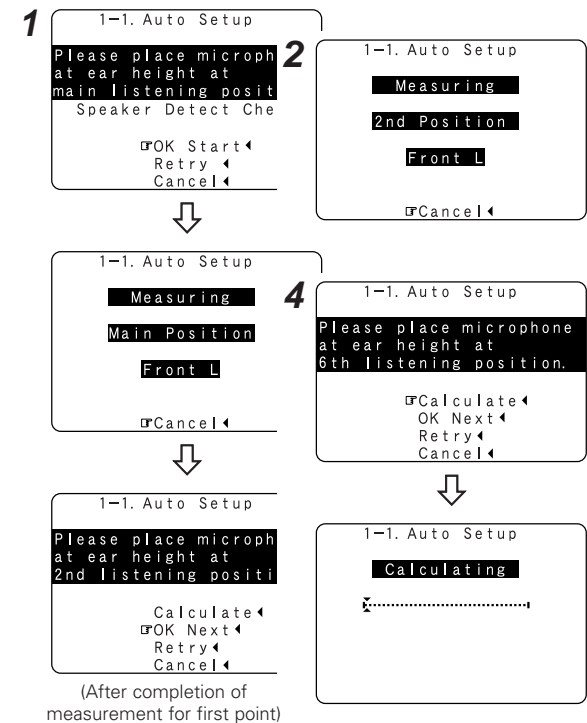 1
1-1. Auto Setup
Please place microph
at ear height at
main listening posit
Speaker Detect Che
☞OK Start◀
Retry ◀
Cancel◀
1-1. Auto Setup
Measuring
Main Position
Front L
☞Cancel◀
1-1. Auto Setup
Please place microph
at ear height at
2nd listening positi
Calculate◀
☞OK Next◀
Retry◀
Cancel◀
(After completion of
measurement for first point)
2
1-1. Auto Setup
Measuring
2nd Position
Front L
☞Cancel◀
4
1-1. Auto Setup
Please place microphone
at ear height at
6th listening position.
☞Calculate◀
OK Next◀
Retry◀
Cancel◀
1-1. Auto Setup
Calculating